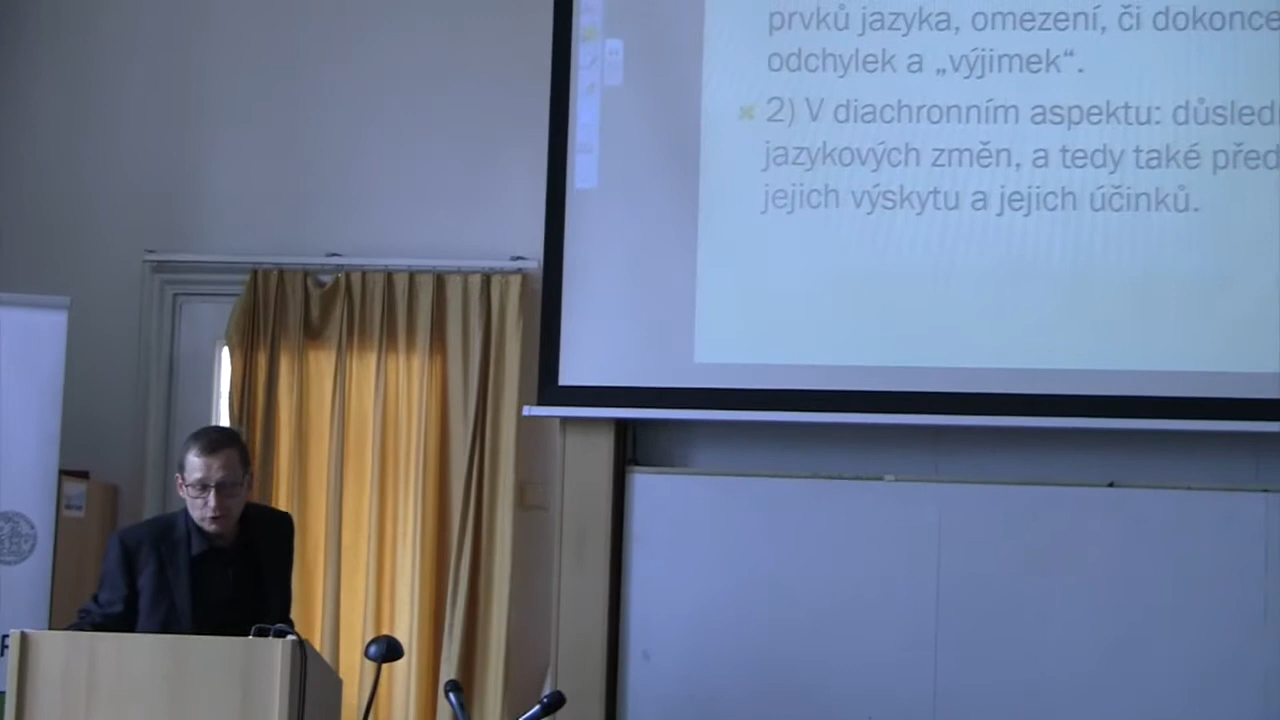 prvků jazyka, omezení, či dokonce
odchylek a „výjimek“.
2) V diachronním aspektu: důsled
jazykových změn, a tedy také před
jejich výskytu a jejich účinků.